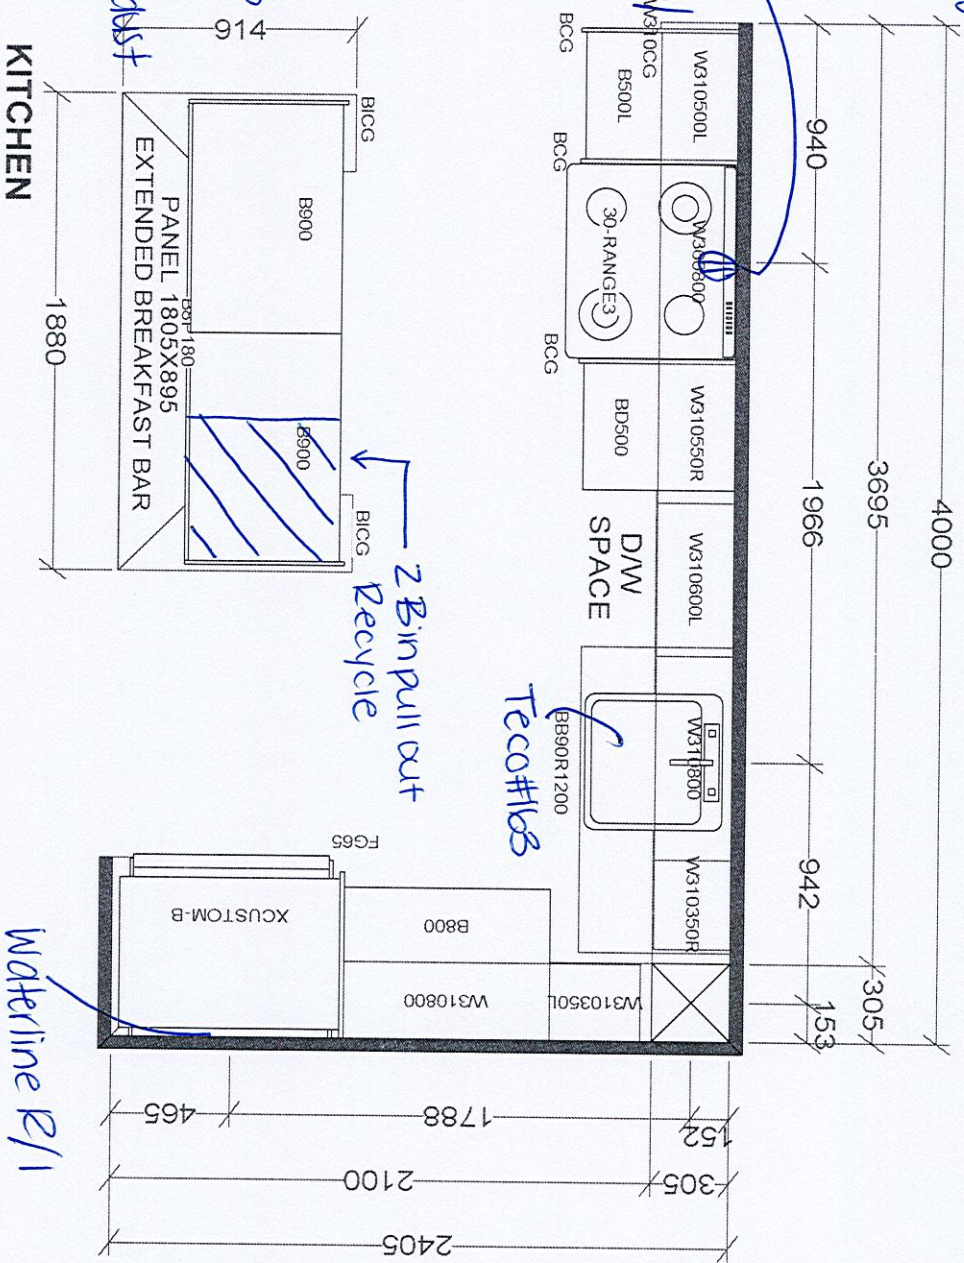 4000
3695
305
940
1966
942
153
W310500L
W310CG
B500L
BCG
BCG
30-RANGE3
BCG
W310550R
BD500
W310600L
D/W
SPACE
W310800
BB90R1200
Teco#163
W310350R
W310350L
W310800
B800
FG65
XCUSTOM-B
152
1788
465
305
2100
2405
Waterline R/I
2 Bin pull out
Recycle
BICG
B900
B900
BICG
PANEL 1805X895
EXTENDED BREAKFAST BAR
914
1880
KITCHEN